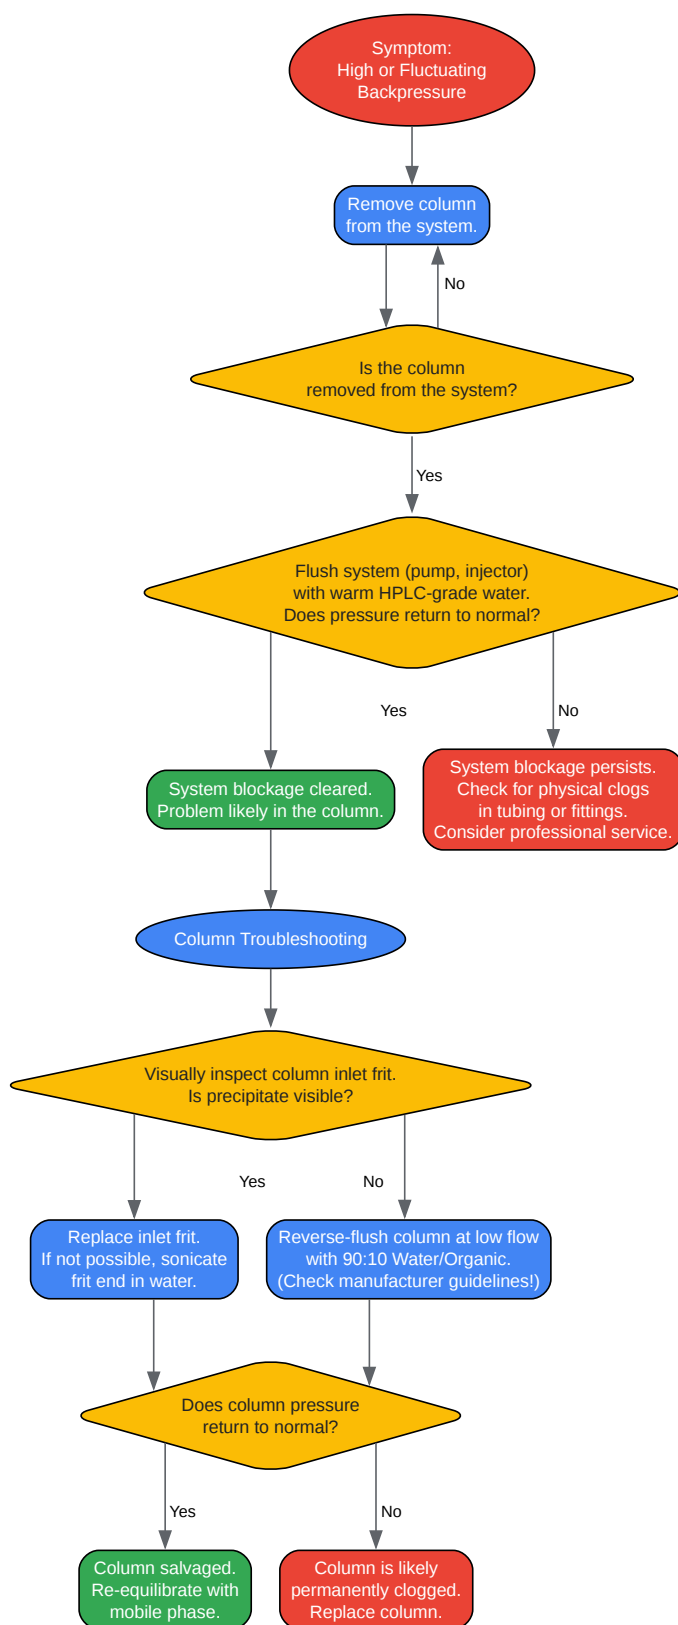 Symptom:
High or Fluctuating
Backpressure
Remove column
from the system.
No
Is the column
removed from the system?
Yes
Flush system (pump, injector)
with warm HPLC-grade water.
Does pressure return to normal?
Yes
No
System blockage cleared.
Problem likely in the column.
System blockage persists.
Check for physical clogs
in tubing or fittings.
Consider professional service.
Column Troubleshooting
Visually inspect column inlet frit.
Is precipitate visible?
Yes
No
Replace inlet frit.
If not possible, sonicate
frit end in water.
Reverse-flush column at low flow
with 90:10 Water/Organic.
(Check manufacturer guidelines!)
Does column pressure
return to normal?
Yes
No
Column salvaged.
Re-equilibrate with
mobile phase.
Column is likely
permanently clogged.
Replace column.